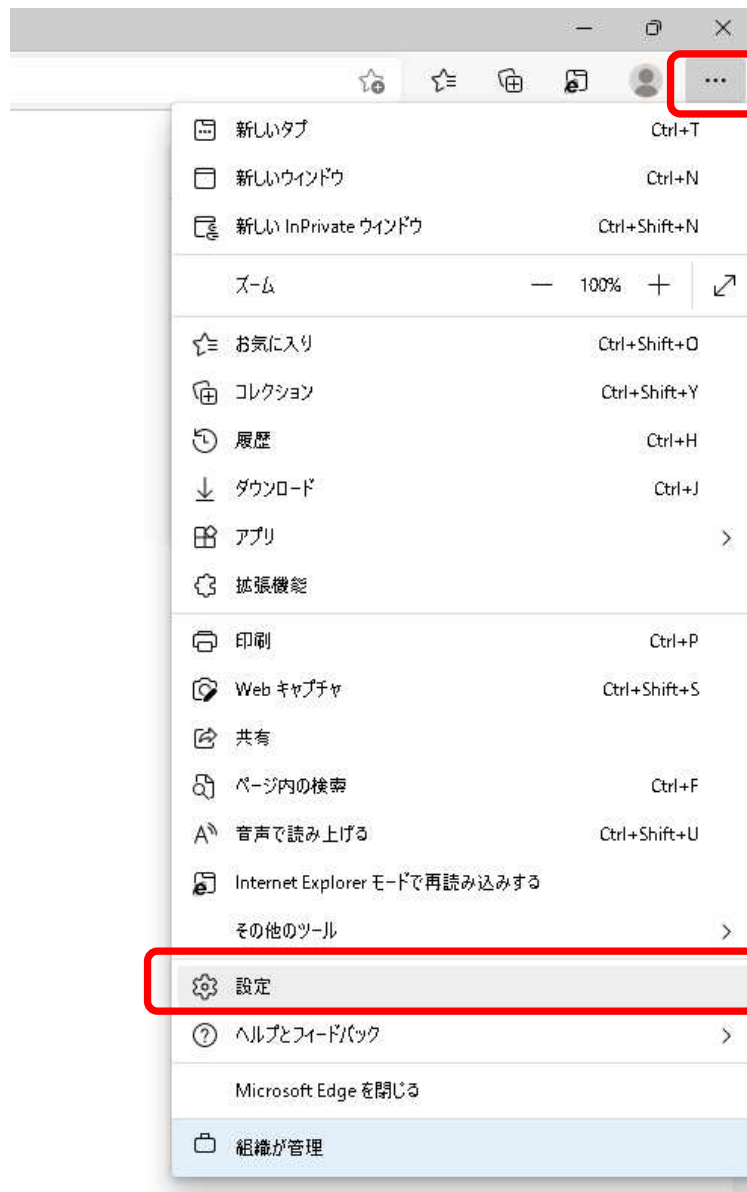 新しいタブ Ctrl+T
新しいウィンドウ Ctrl+N
新しい InPrivate ウィンドウ Ctrl+Shift+N
ズーム 100%
お気に入り Ctrl+Shift+O
コレクション Ctrl+Shift+Y
履歴 Ctrl+H
ダウンロード Ctrl+J
アプリ
拡張機能
印刷 Ctrl+P
Web キャプチャ Ctrl+Shift+S
共有
ページ内の検索 Ctrl+F
音声で読み上げる Ctrl+Shift+U
Internet Explorer モードで再読み込みする
その他のツール
設定
ヘルプとフィードバック
Microsoft Edge を閉じる
組織が管理